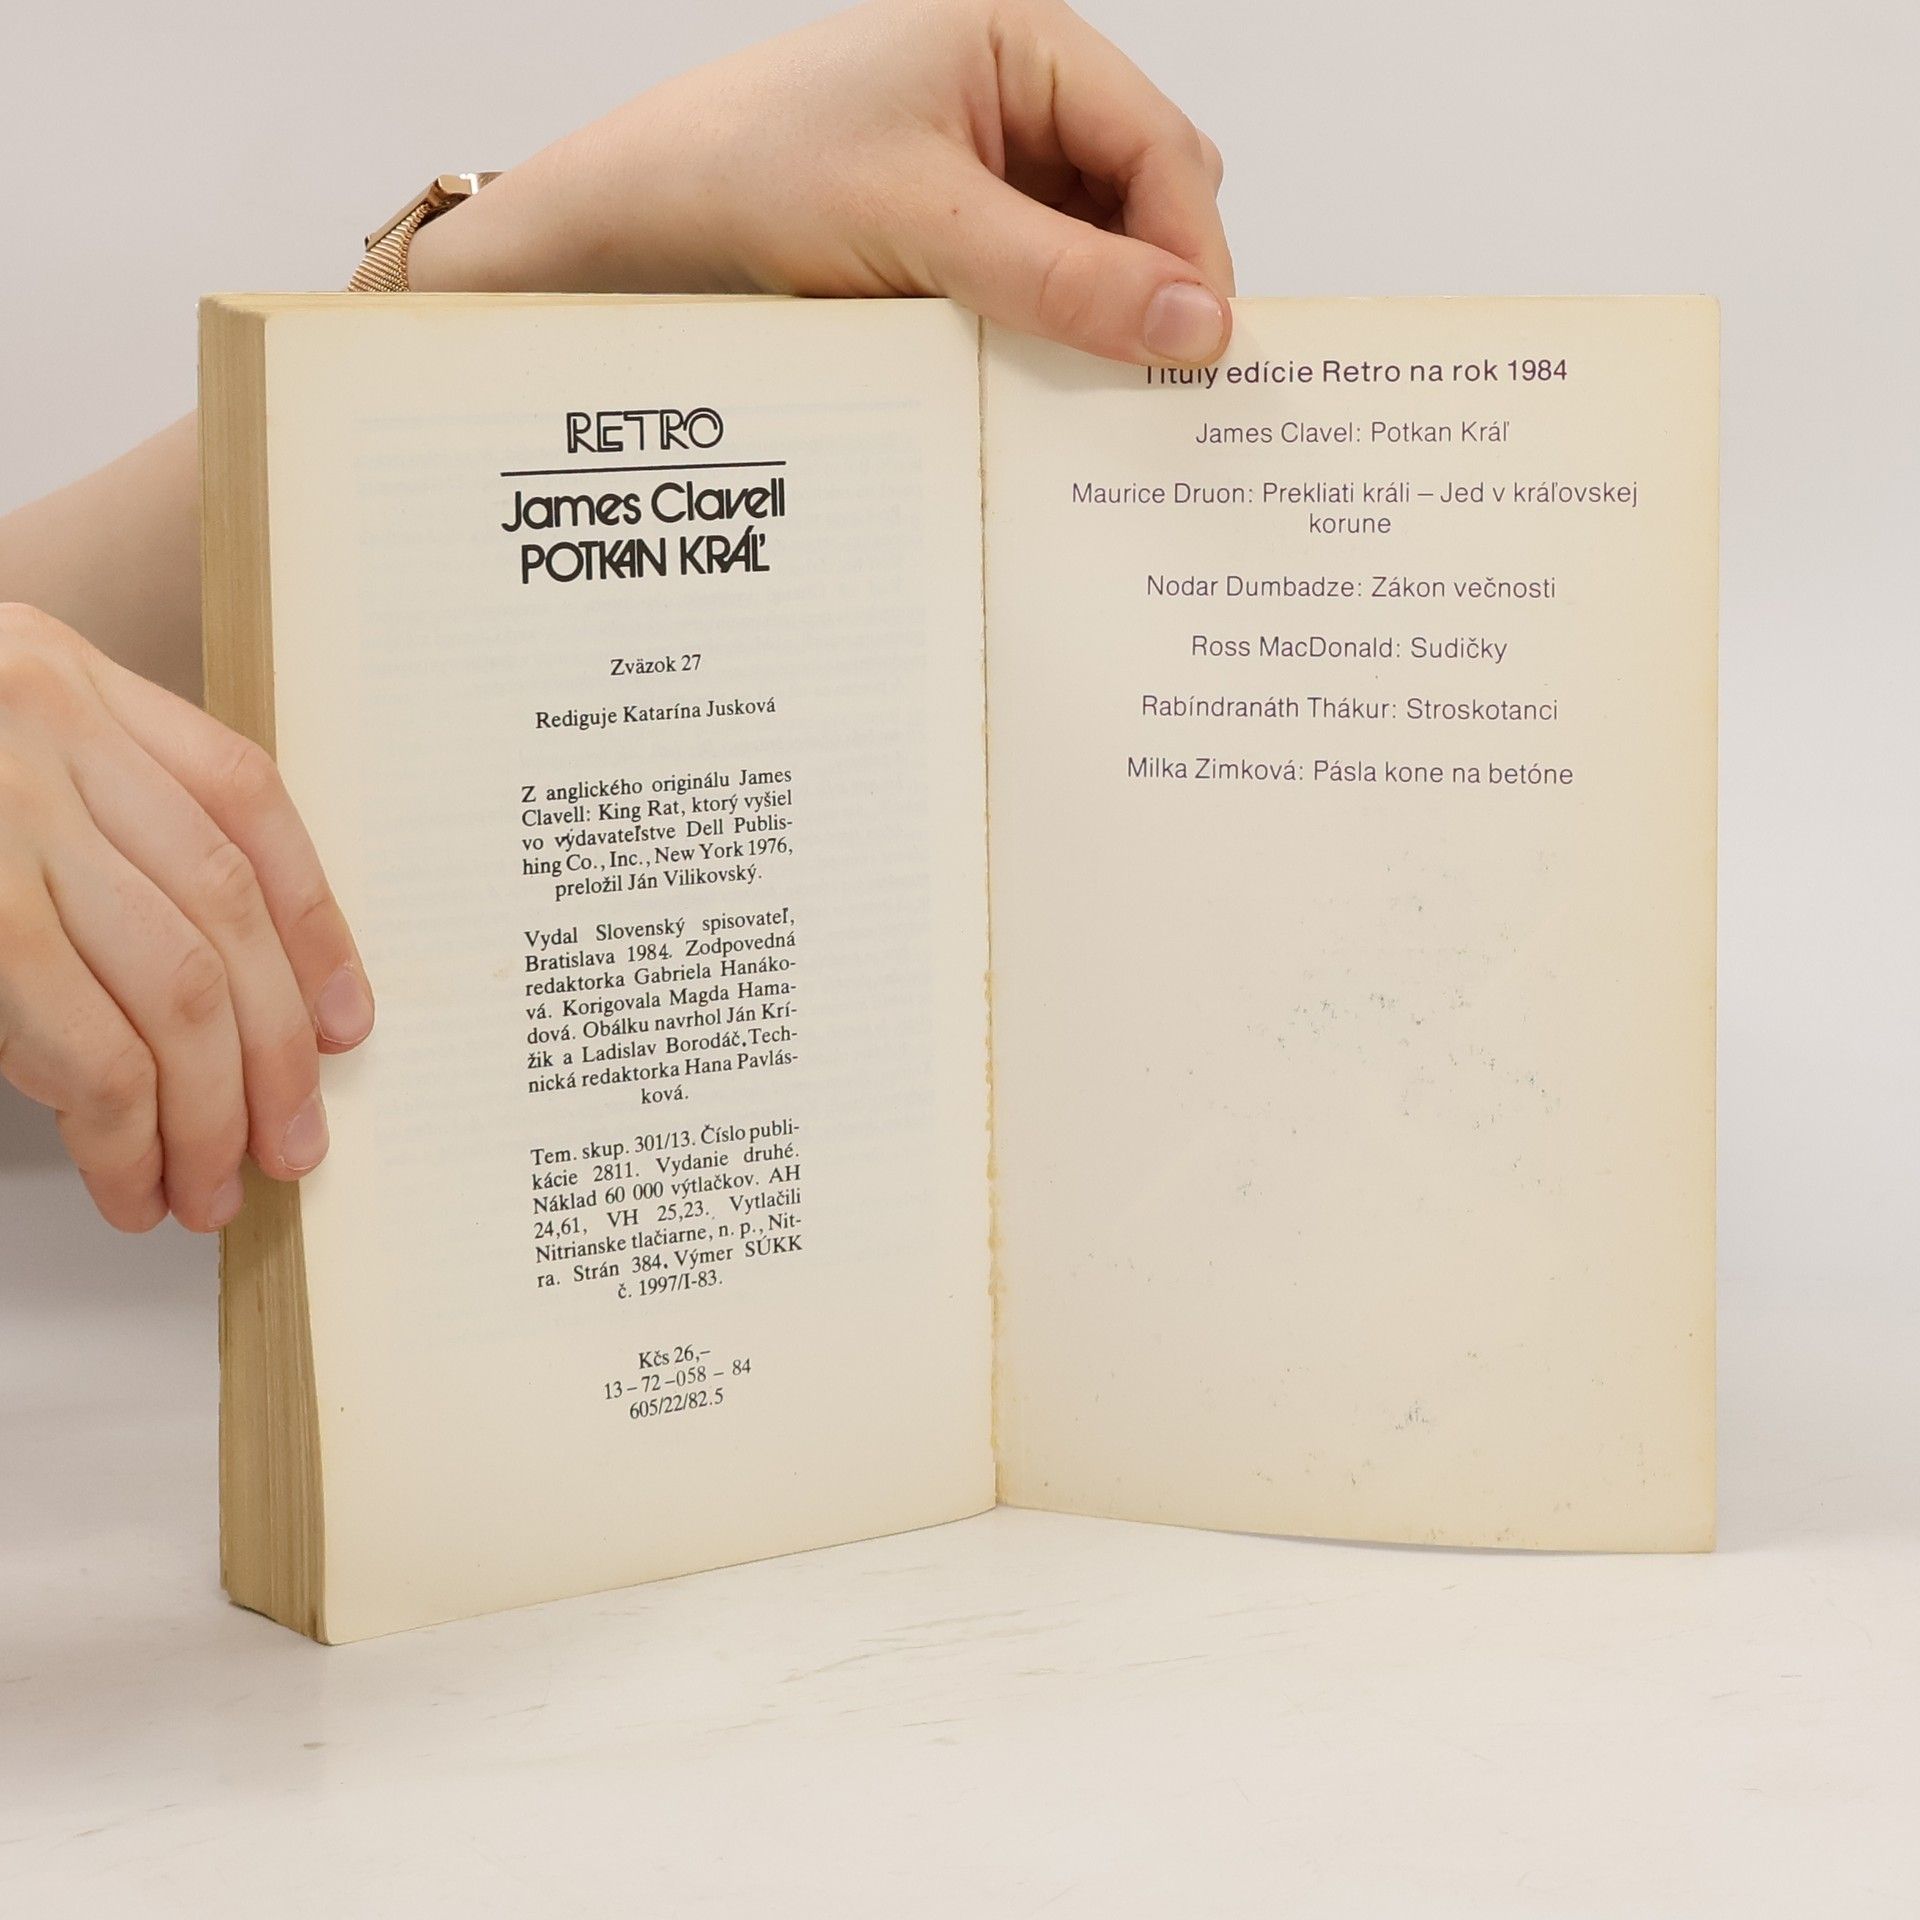 RETRO
James Clavell
POTKAN KRÁĽ
Zväzok 27
Rediguje Katarína Jusková
Z anglického originálu James
Clavell: King Rat, ktorý vyšiel
vo výdavateľstve Dell Publis-
hing Co., Inc., New York 1976,
preložil Ján Vilikovský.
Vydal Slovenský spisovateľ,
Bratislava 1984. Zodpovedná
redaktorka Gabriela Hanáko-
vá. Korigovala Magda Hama-
dová. Obálku navrhol Ján Krí-
žik a Ladislav Borodáč. Tech-
nická redaktorka Hana Pavlás-
ková.
Tem. skup. 301/13. Číslo publi-
kácie 2811. Vydanie druhé.
Náklad 60 000 výtlačkov. AH
24,61, VH 25,23. Vytlačili
Nitrianske tlačiarne, n. p., Nit-
ra. Strán 384. Výmer SÚKK
č. 1997/I-83.
Kčs 26,–
13 – 72 –058 – 84
605/22/82.5
Tituly edície Retro na rok 1984
James Clavel: Potkan Kráľ
Maurice Druon: Prekliati králi – Jed v kráľovskej
korune
Nodar Dumbadze: Zákon večnosti
Ross MacDonald: Sudičky
Rabíndranáth Thákur: Stroskotanci
Milka Zimková: Pásla kone na betóne